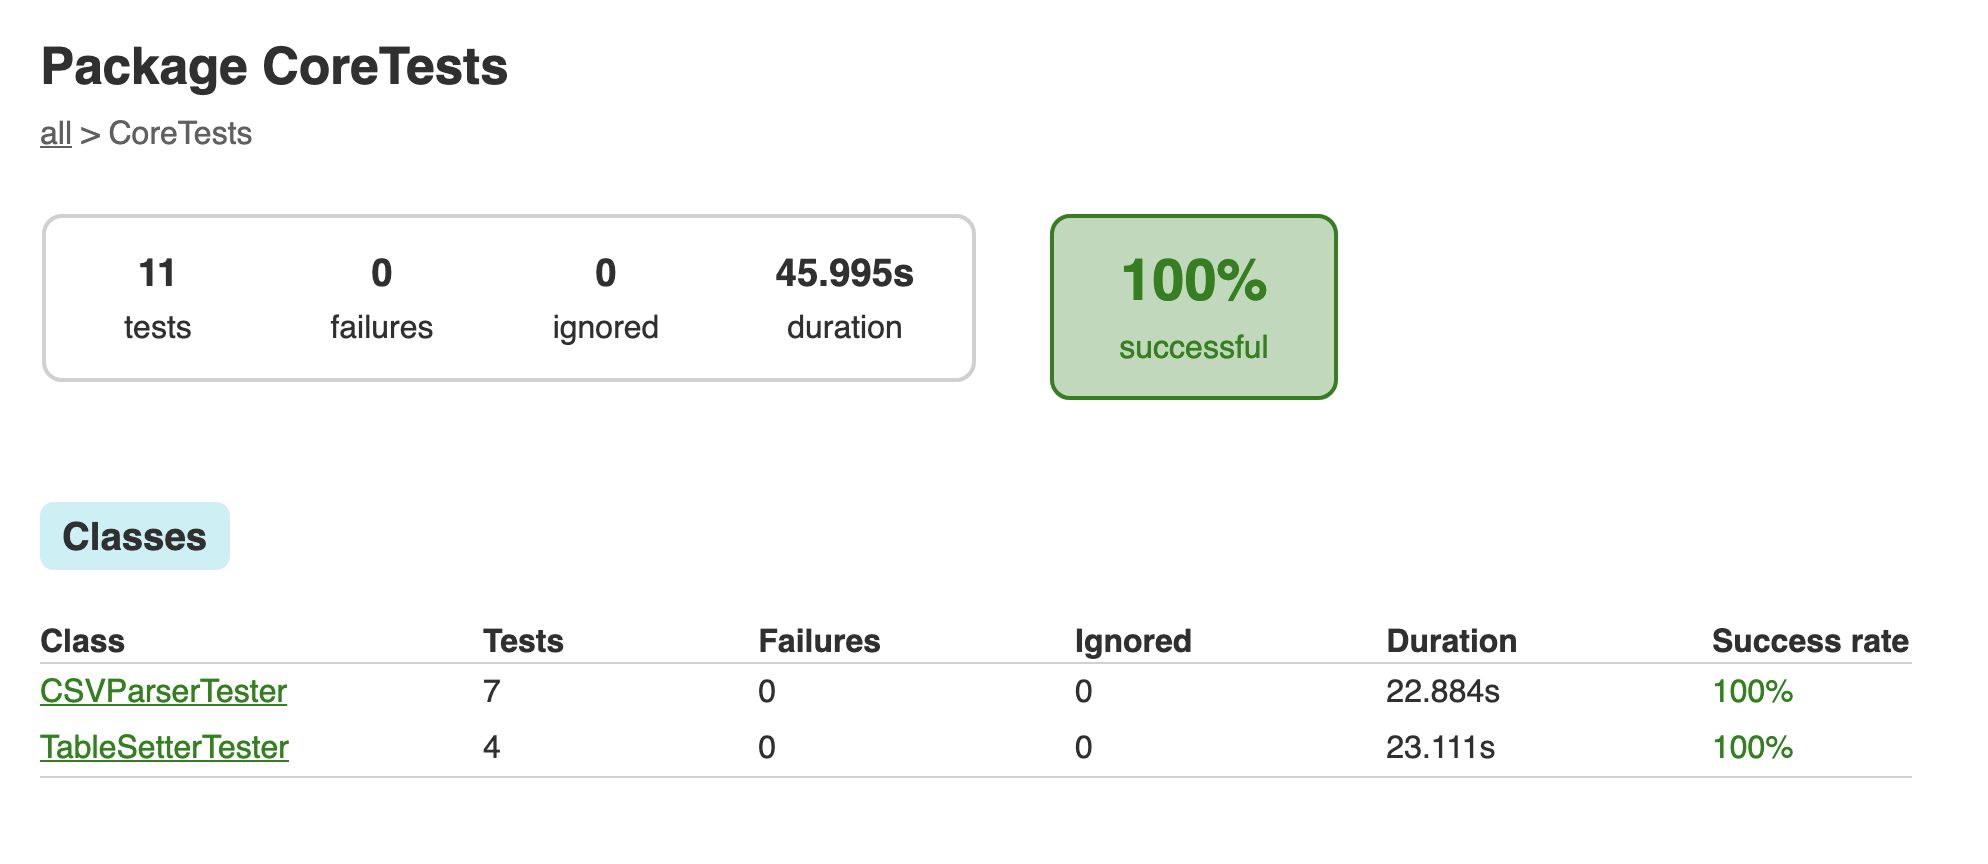 Package CoreTests
all > CoreTests
11 0 0 45.995s
tests failures ignored duration
100%
successful
Classes
Class Tests Failures Ignored Duration Success rate
CSVParserTester 7 0 0 22.884s 100%
TableSetterTester 4 0 0 23.111s 100%